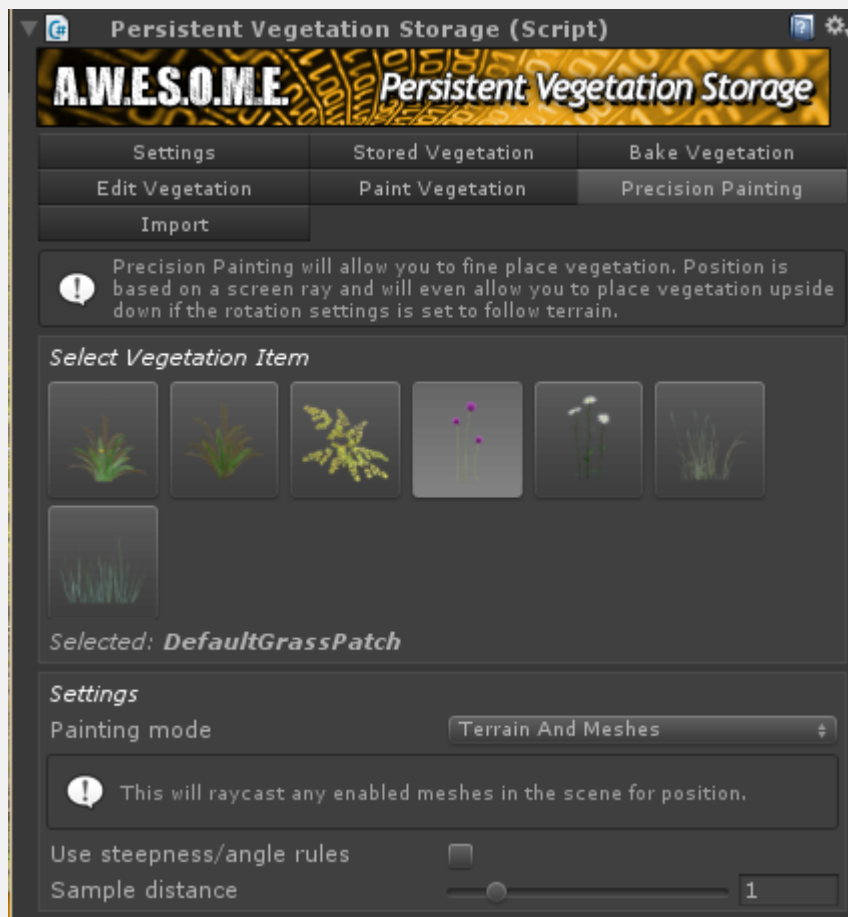 Persistent Vegetation Storage (Script)
A.W.E.S.O.M.E. Persistent Vegetation Storage
Settings Stored Vegetation Bake Vegetation
Edit Vegetation Paint Vegetation Precision Painting
Import
Precision Painting will allow you to fine place vegetation. Position is
based on a screen ray and will even allow you to place vegetation upside
down if the rotation settings is set to follow terrain.
Select Vegetation Item
Selected: DefaultGrassPatch
Settings
Painting mode Terrain And Meshes
This will raycast any enabled meshes in the scene for position.
Use steepness/angle rules
Sample distance 1